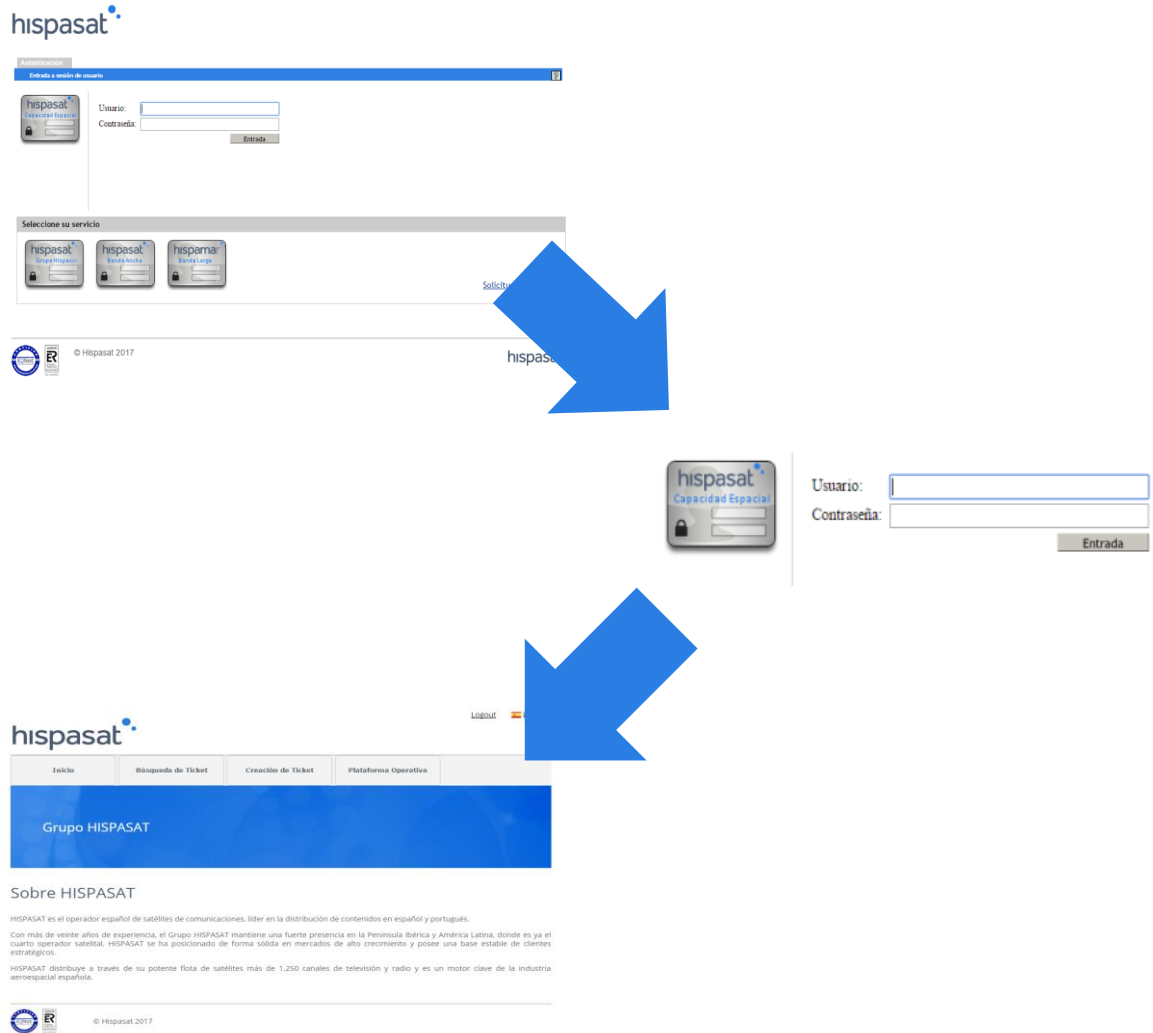 hispasat
Autenticación
Entrada a sesión de usuario
?
hispasat
Capacidad Espacial
Usuario:
Contraseña:
Entrada
Seleccione su servicio
hispasat
Grupo Hispasat
hispasat
Banda Ancha
hispamar
Banda Larga
© Hispasat 2017
hispasat
Capacidad Espacial
Usuario:
Contraseña:
Entrada
Logout
hispasat
Inicio Búsqueda de Ticket Creación de Ticket Plataforma Operativa
Grupo HISPASAT
Sobre HISPASAT
HISPASAT es el operador español de satélites de comunicaciones, líder en la distribución de contenidos en español y portugués.
Con más de veinte años de experiencia, el Grupo HISPASAT mantiene una fuerte presencia en la Península Ibérica y América Latina, donde es ya el
cuarto operador satelital. HISPASAT se ha posicionado de forma sólida en mercados de alto crecimiento y posee una base estable de clientes
estratégicos.
HISPASAT distribuye a través de su potente flota de satélites más de 1.250 canales de televisión y radio y es un motor clave de la industria
aeroespacial española.
© Hispasat 2017